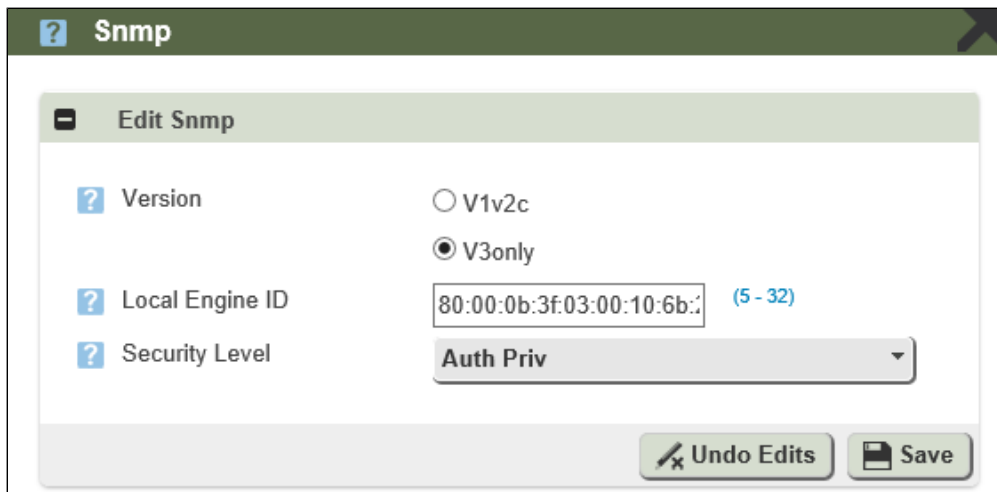 Snmp
Edit Snmp
Version
V1v2c
V3only
Local Engine ID 80:00:0b:3f:03:00:10:6b: (5 - 32)
Security Level Auth Priv
Undo Edits Save